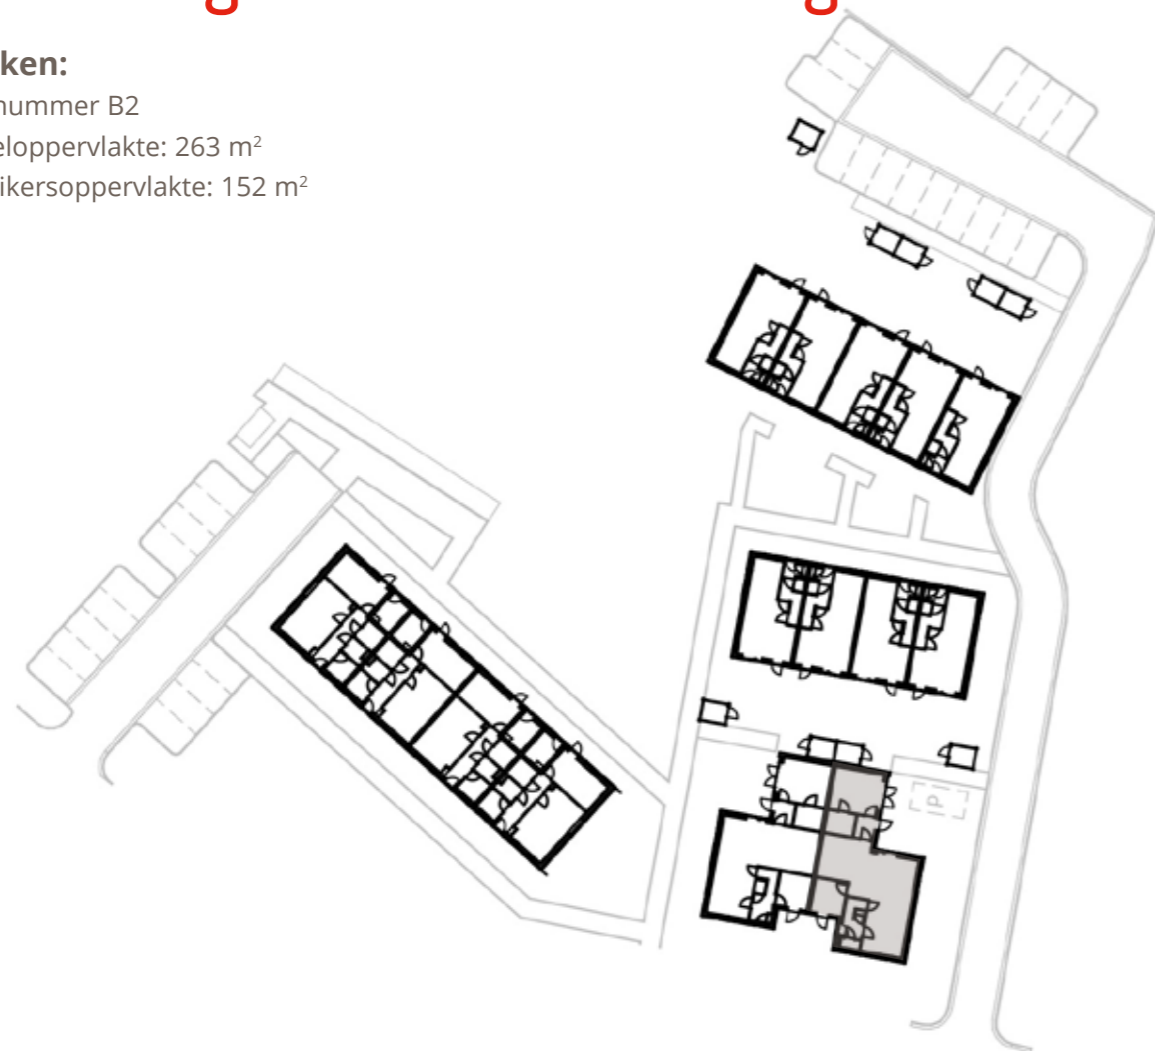 g g
ken:
nummer B2
eloppervlakte: 263 m²
ikersoppervlakte: 152 m²
P